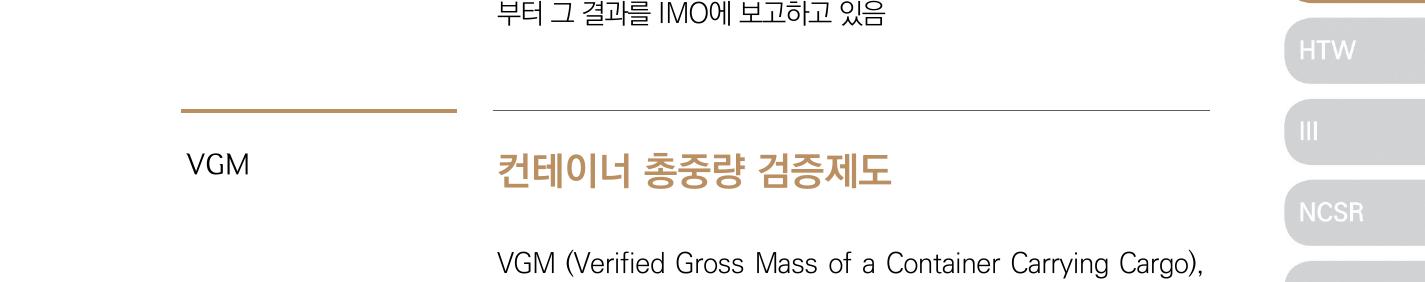 부터 그 결과를 IMO에 보고하고 있음
HTW
III
VGM
컨테이너 총중량 검증제도
NCSR
VGM (Verified Gross Mass of a Container Carrying Cargo),